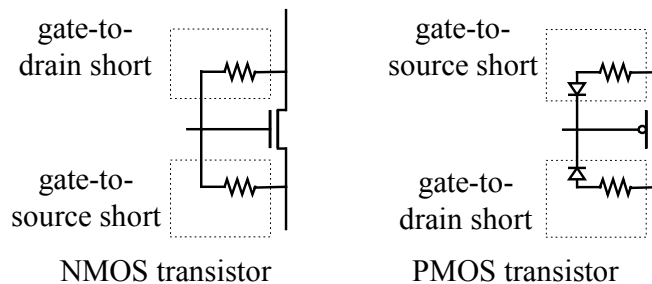 gate-to-
drain short
gate-to-
source short
NMOS transistor
gate-to-
source short
gate-to-
drain short
PMOS transistor